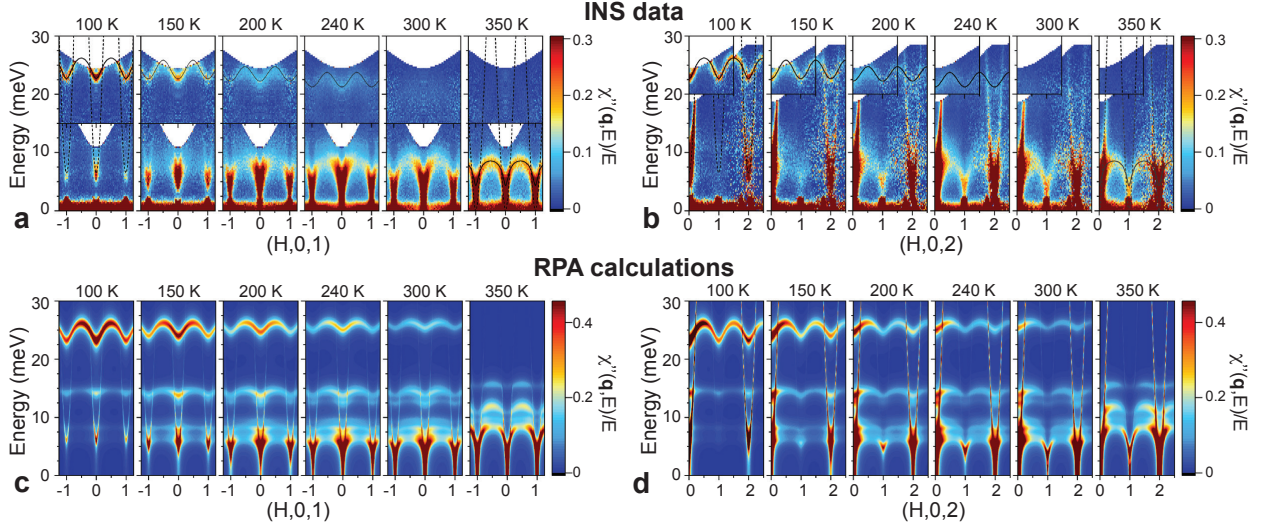 INS data
100 K 150 K 200 K 240 K 300 K 350 K
30
20
10
0
Energy (meV)
-1 0 1 -1 0 1 -1 0 1 -1 0 1 -1 0 1 -1 0 1
(H,0,1)
a
0.3
0.2
0.1
0
χ″(q,E)/E
100 K 150 K 200 K 240 K 300 K 350 K
30
20
10
0
Energy (meV)
0 1 2 0 1 2 0 1 2 0 1 2 0 1 2 0 1 2
(H,0,2)
b
0.3
0.2
0.1
0
χ″(q,E)/E
RPA calculations
100 K 150 K 200 K 240 K 300 K 350 K
30
20
10
0
Energy (meV)
-1 0 1 -1 0 1 -1 0 1 -1 0 1 -1 0 1 -1 0 1
(H,0,1)
c
0.4
0.2
0
χ″(q,E)/E
100 K 150 K 200 K 240 K 300 K 350 K
30
20
10
0
Energy (meV)
0 1 2 0 1 2 0 1 2 0 1 2 0 1 2 0 1 2
(H,0,2)
d
0.4
0.2
0
χ″(q,E)/E